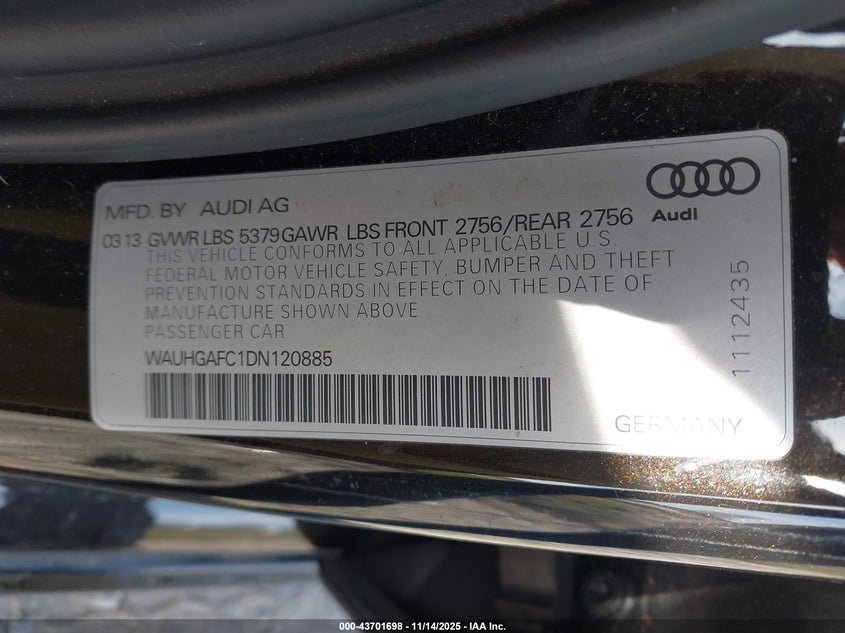 MFD. BY AUDI AG
Audi
0313 GVWR LBS 5379 GAWR LBS FRONT 2756/REAR 2756
THIS VEHICLE CONFORMS TO ALL APPLICABLE U.S.
FEDERAL MOTOR VEHICLE SAFETY, BUMPER AND THEFT
PREVENTION STANDARDS IN EFFECT ON THE DATE OF
MANUFACTURE SHOWN ABOVE
PASSENGER CAR
WAUHGAFC1DN120885
1112435
GERMANY
000-43701698 - 11/14/2025 - IAA Inc.